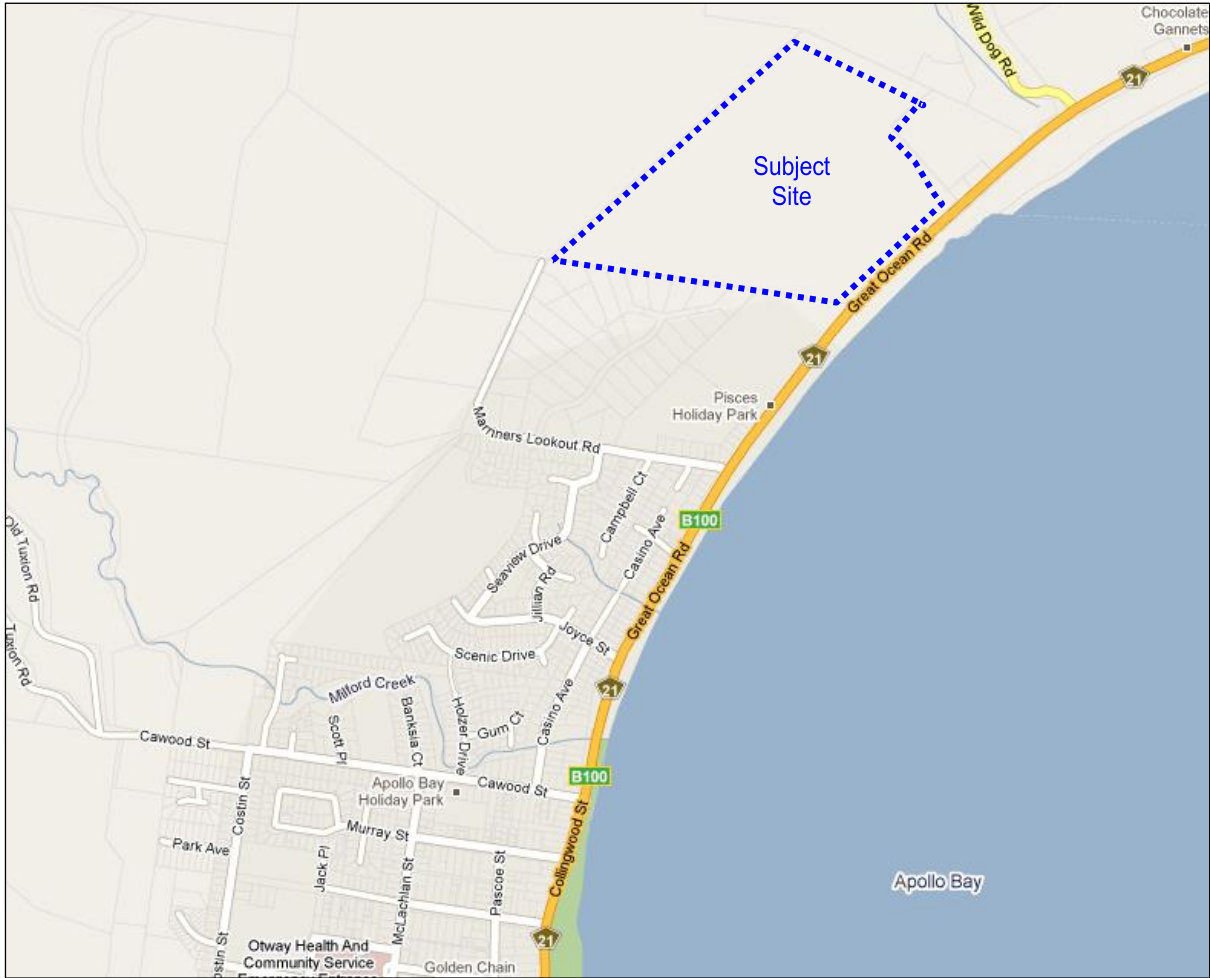 Chocolate
Gannets
Wild Dog Rd
21
Subject
Site
Great Ocean Rd
21
Pisces
Holiday Park
Marriners Lookout Rd
Campbell Ct
B100
Casino Ave
Seaview Drive
Great Ocean Rd
Jillian Rd
Old Tuxion Rd
Joyce St
Scenic Drive
Tuxion Rd
21
Milford Creek
Holzer Drive
Casino Ave
Banksia Ct
Scott Pl
Gum Ct
Cawood St
B100
Apollo Bay
Holiday Park
Cawood St
Costin St
Murray St
Park Ave
Jack Pl
McLachlan St
Pascoe St
Collingwood St
Apollo Bay
21
Otway Health And
Community Service
Golden Chain